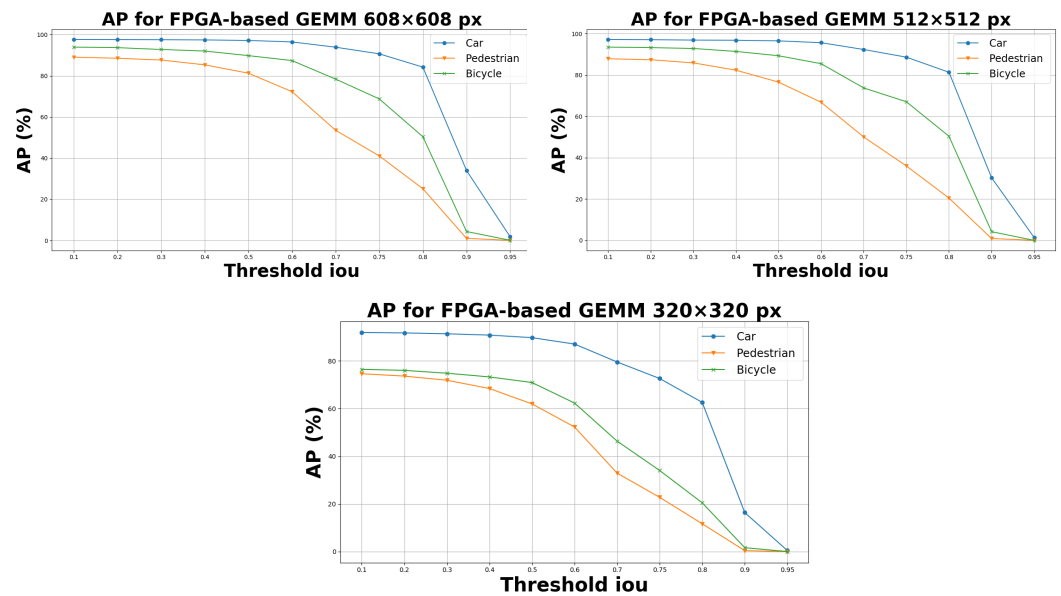 AP for FPGA-based GEMM 608×608 px
100
80
60
40
20
0
AP (%)
Car
Pedestrian
Bicycle
0.1 0.2 0.3 0.4 0.5 0.6 0.7 0.75 0.8 0.9 0.95
Threshold iou
AP for FPGA-based GEMM 512×512 px
100
80
60
40
20
0
AP (%)
Car
Pedestrian
Bicycle
0.1 0.2 0.3 0.4 0.5 0.6 0.7 0.75 0.8 0.9 0.95
Threshold iou
AP for FPGA-based GEMM 320×320 px
80
60
40
20
0
AP (%)
Car
Pedestrian
Bicycle
0.1 0.2 0.3 0.4 0.5 0.6 0.7 0.75 0.8 0.9 0.95
Threshold iou